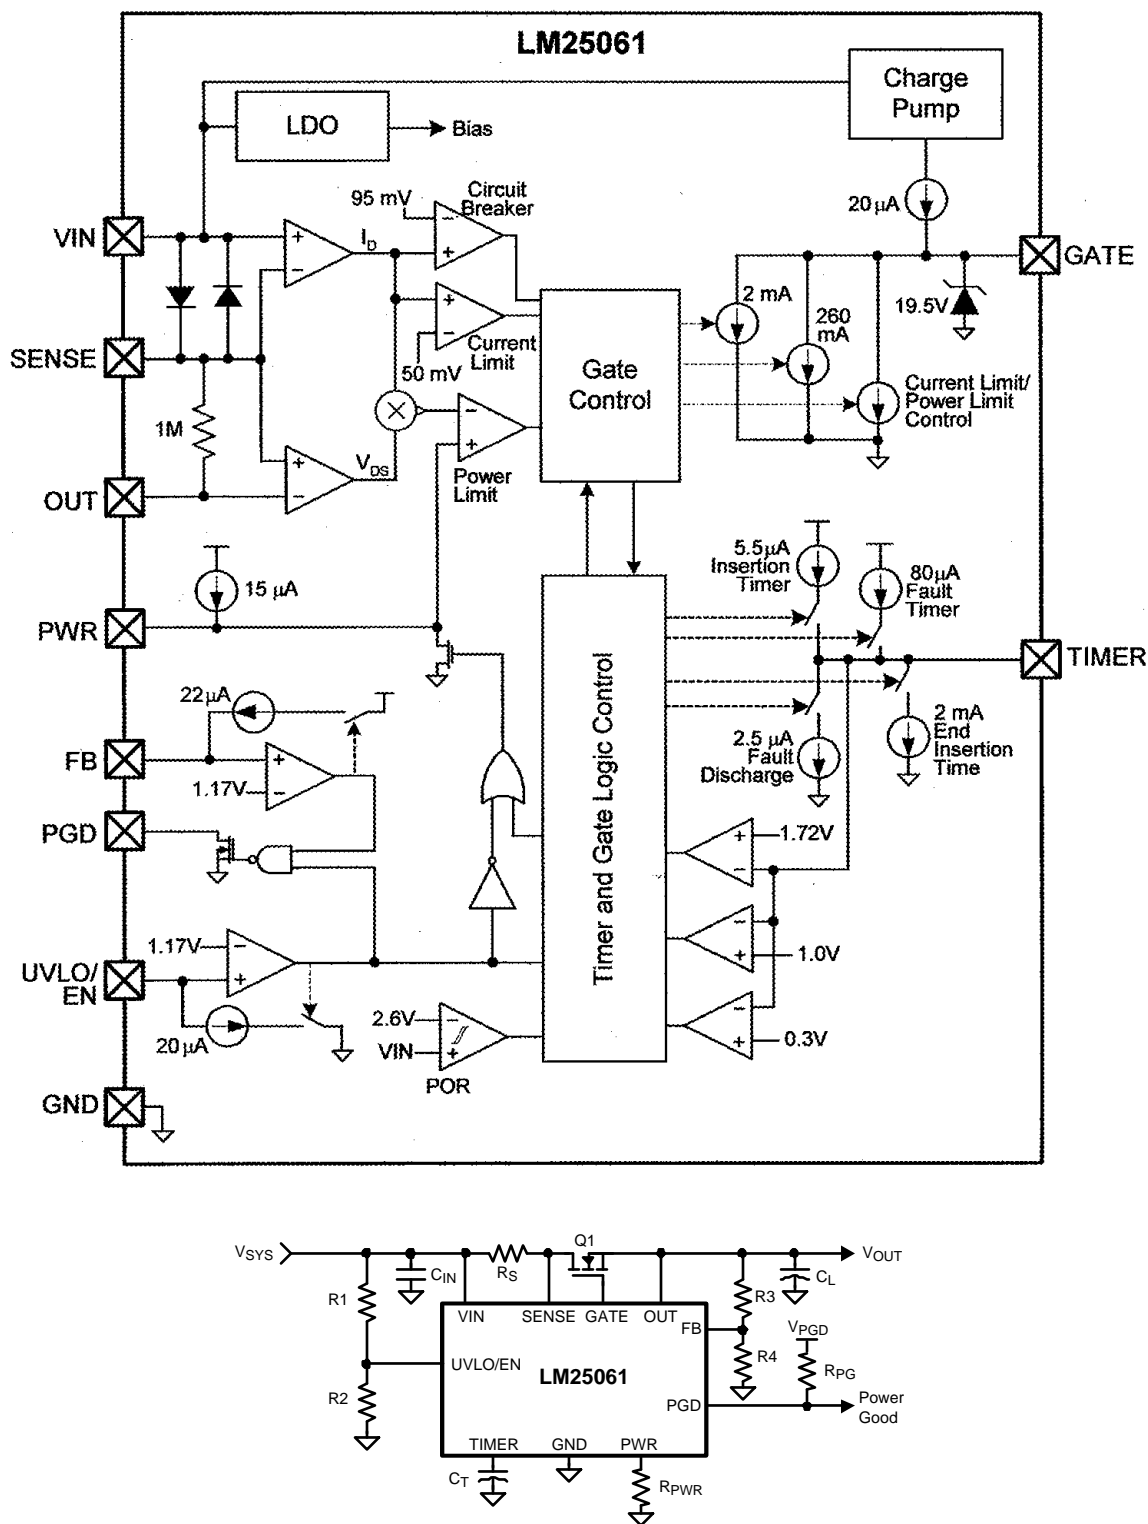 LM25061
Charge
Pump
LDO
Bias
20 µA
VIN
95 mV
Circuit
Breaker
I_D
GATE
2 mA
19.5V
260
mA
SENSE
50 mV
Current
Limit
Gate
Control
Current Limit/
Power Limit
Control
1M
V_DS
Power
Limit
OUT
15 µA
5.5µA
Insertion
Timer
80µA
Fault
Timer
PWR
TIMER
22µA
FB
1.17V
2.5 µA
Fault
Discharge
2 mA
End
Insertion
Time
Timer and Gate Logic Control
PGD
1.72V
1.17V
UVLO/
EN
1.0V
20µA
2.6V
VIN
POR
0.3V
GND
V_SYS
R_S
Q1
V_OUT
C_IN
C_L
R1
VIN
SENSE
GATE
OUT
R3
FB
V_PGD
UVLO/EN
LM25061
R4
R_PG
R2
PGD
Power
Good
TIMER
GND
PWR
C_T
R_PWR